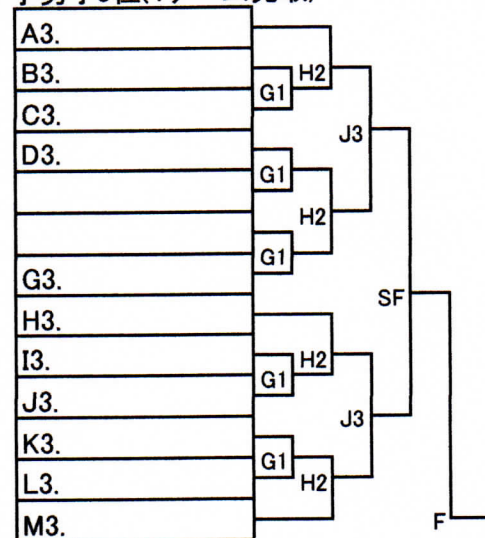 A3.
B3.
C3.
D3.
G3.
H3.
I3.
J3.
K3.
L3.
M3.
G1
H2
G1
J3
H2
G1
SF
G1
H2
J3
G1
H2
F